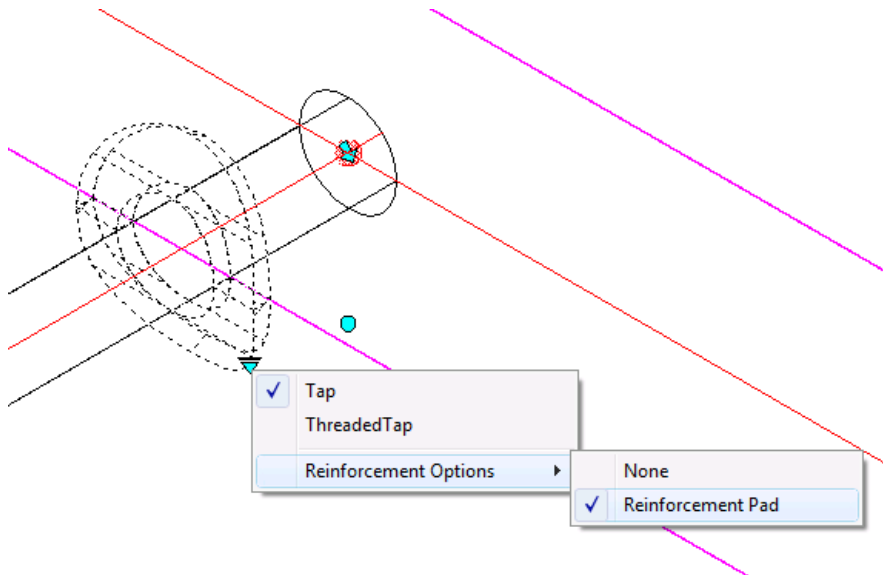 Tap
ThreadedTap
Reinforcement Options
None
Reinforcement Pad